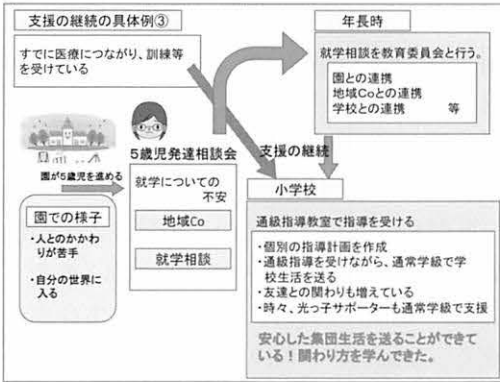 支援の継続の具体例③
すでに医療につながり、訓練等
を受けている
年長時
就学相談を教育委員会と行う。
園との連携
地域Coとの連携
学校との連携　等
園が5歳児を進める
園での様子
・人とのかかわ
りが苦手
・自分の世界に
入る
5歳児発達相談会
就学についての
不安
地域Co
就学相談
支援の継続
小学校
通級指導教室で指導を受ける
・個別の指導計画を作成
・通級指導を受けながら、通常学級で学
校生活を送る
・友達との関わりも増えている
・時々、光っ子サポーターも通常学級で支援
安心した集団生活を送ることができて
いる！関わり方を学んできた。